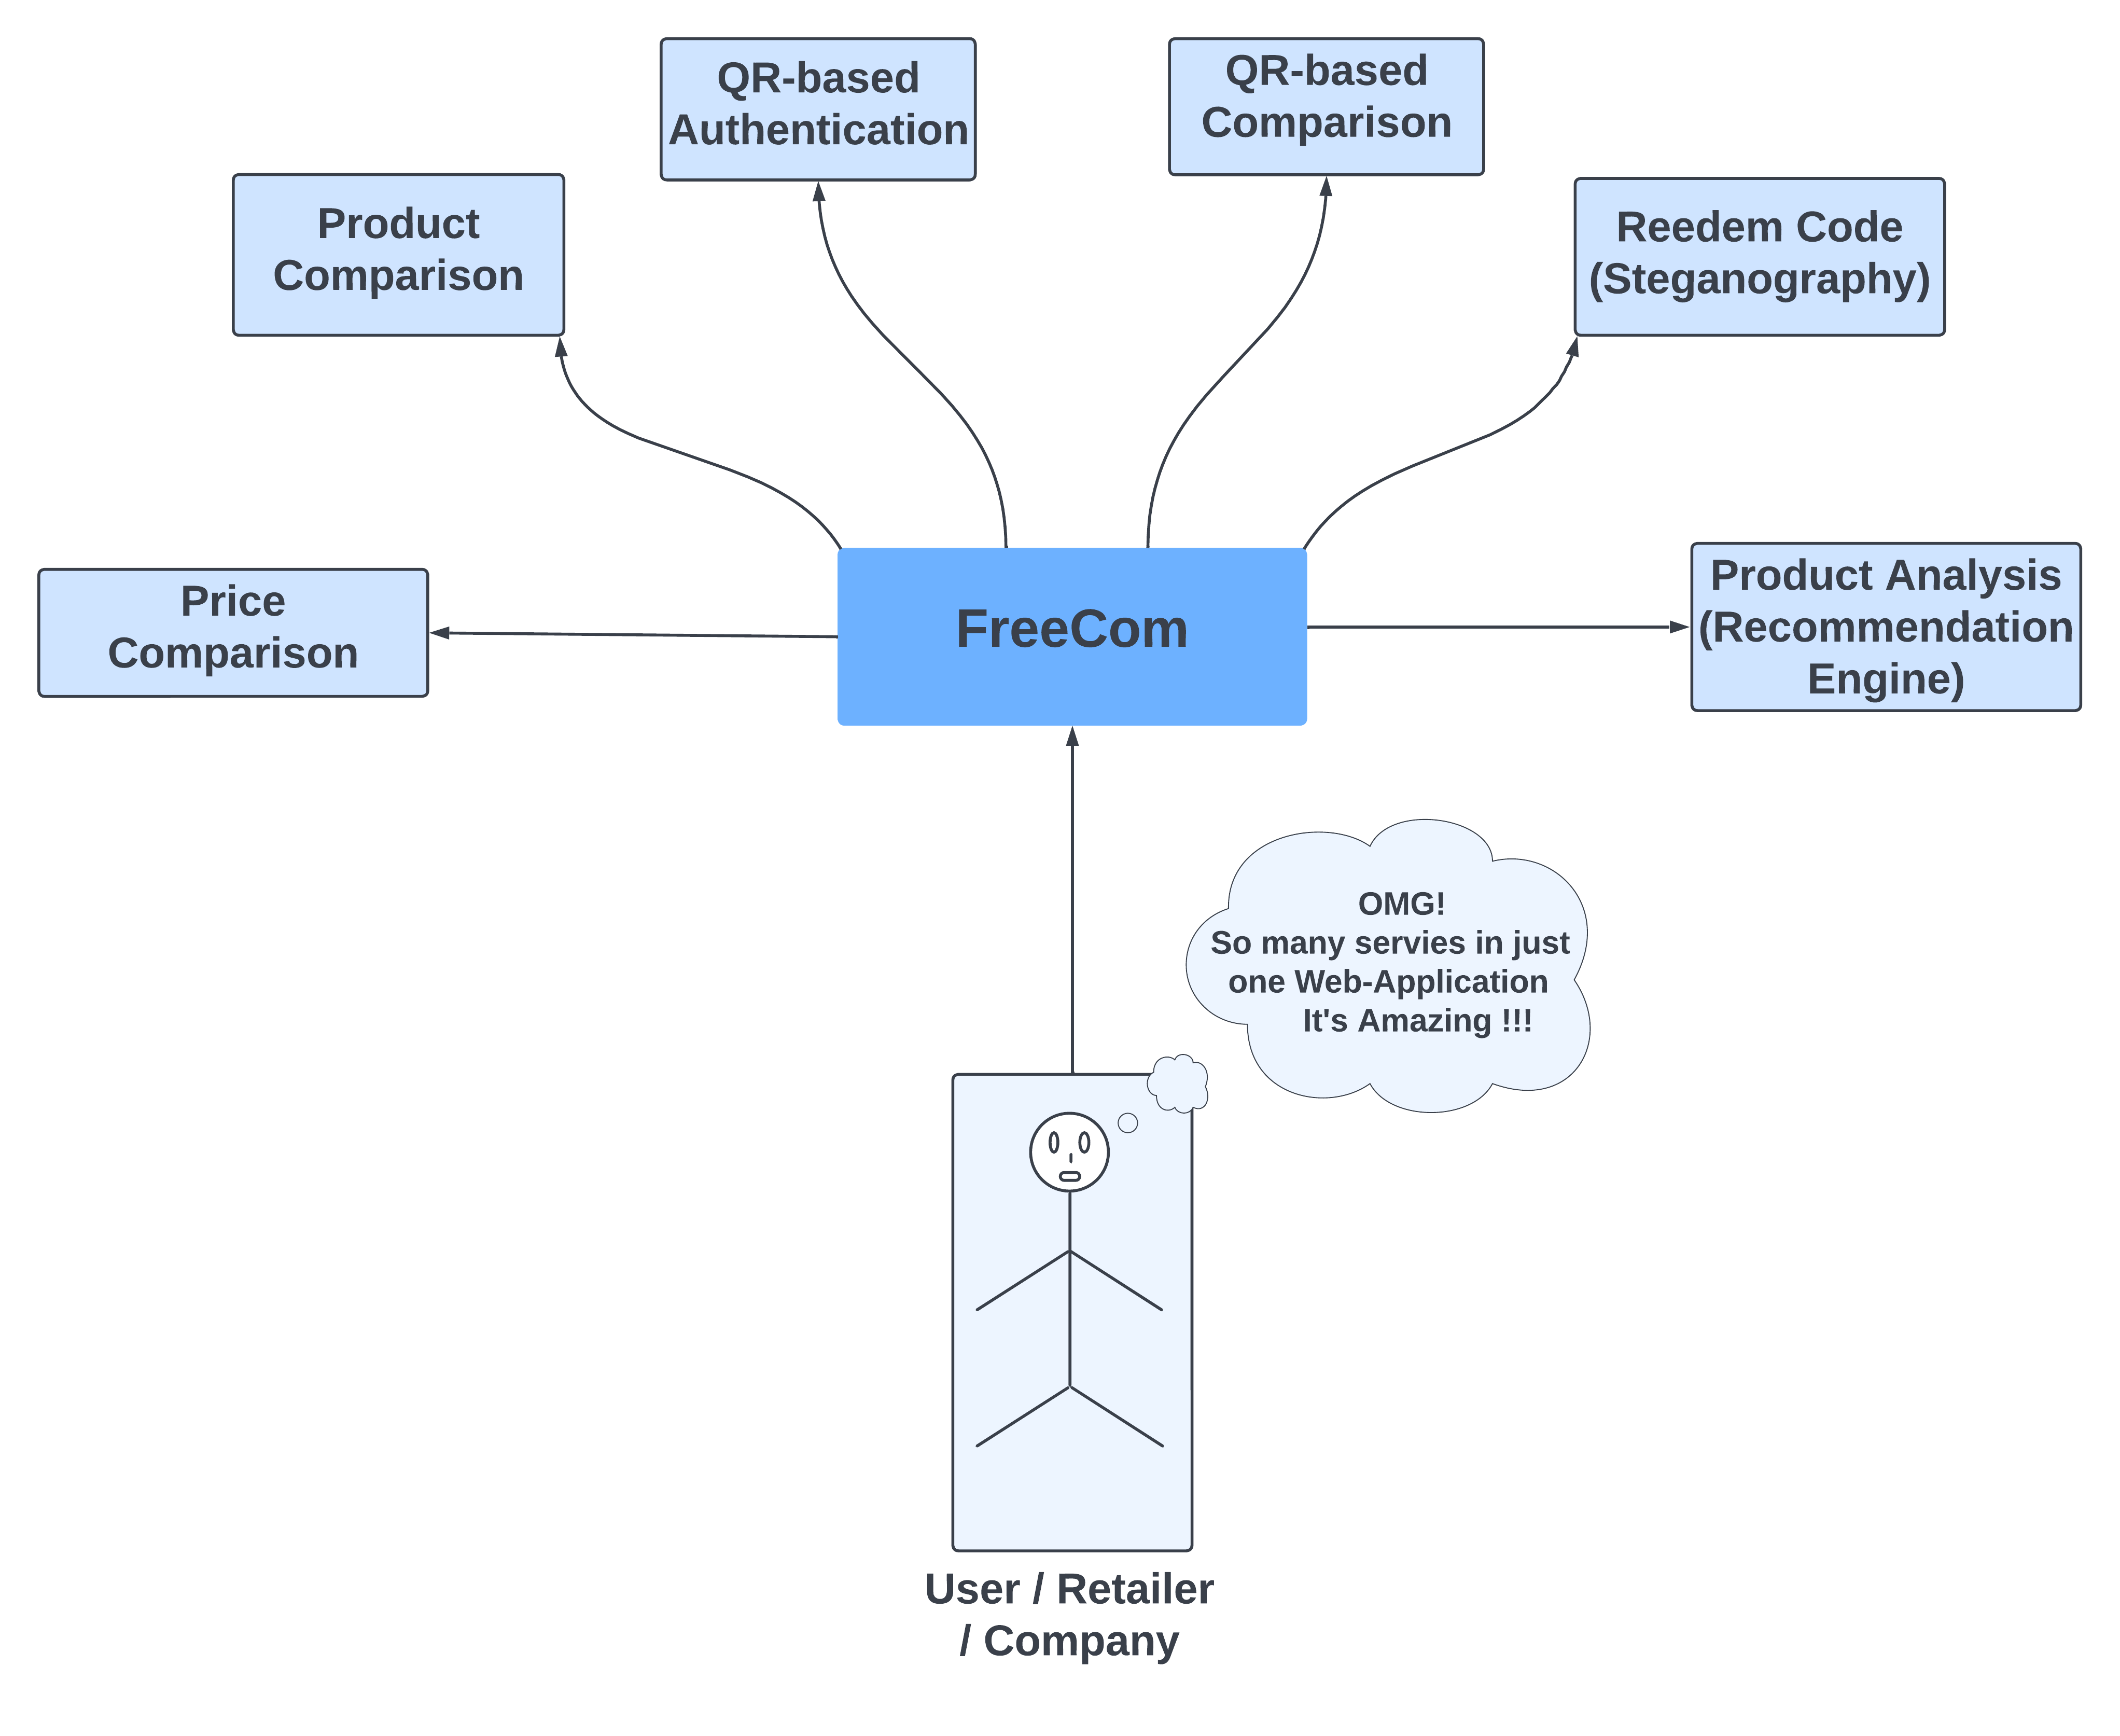 QR-based
Authentication
QR-based
Comparison
Product
Comparison
Reedem Code
(Steganography)
Price
Comparison
FreeCom
Product Analysis
(Recommendation
Engine)
OMG!
So many servies in just
one Web-Application
It's Amazing !!!
User / Retailer
/ Company